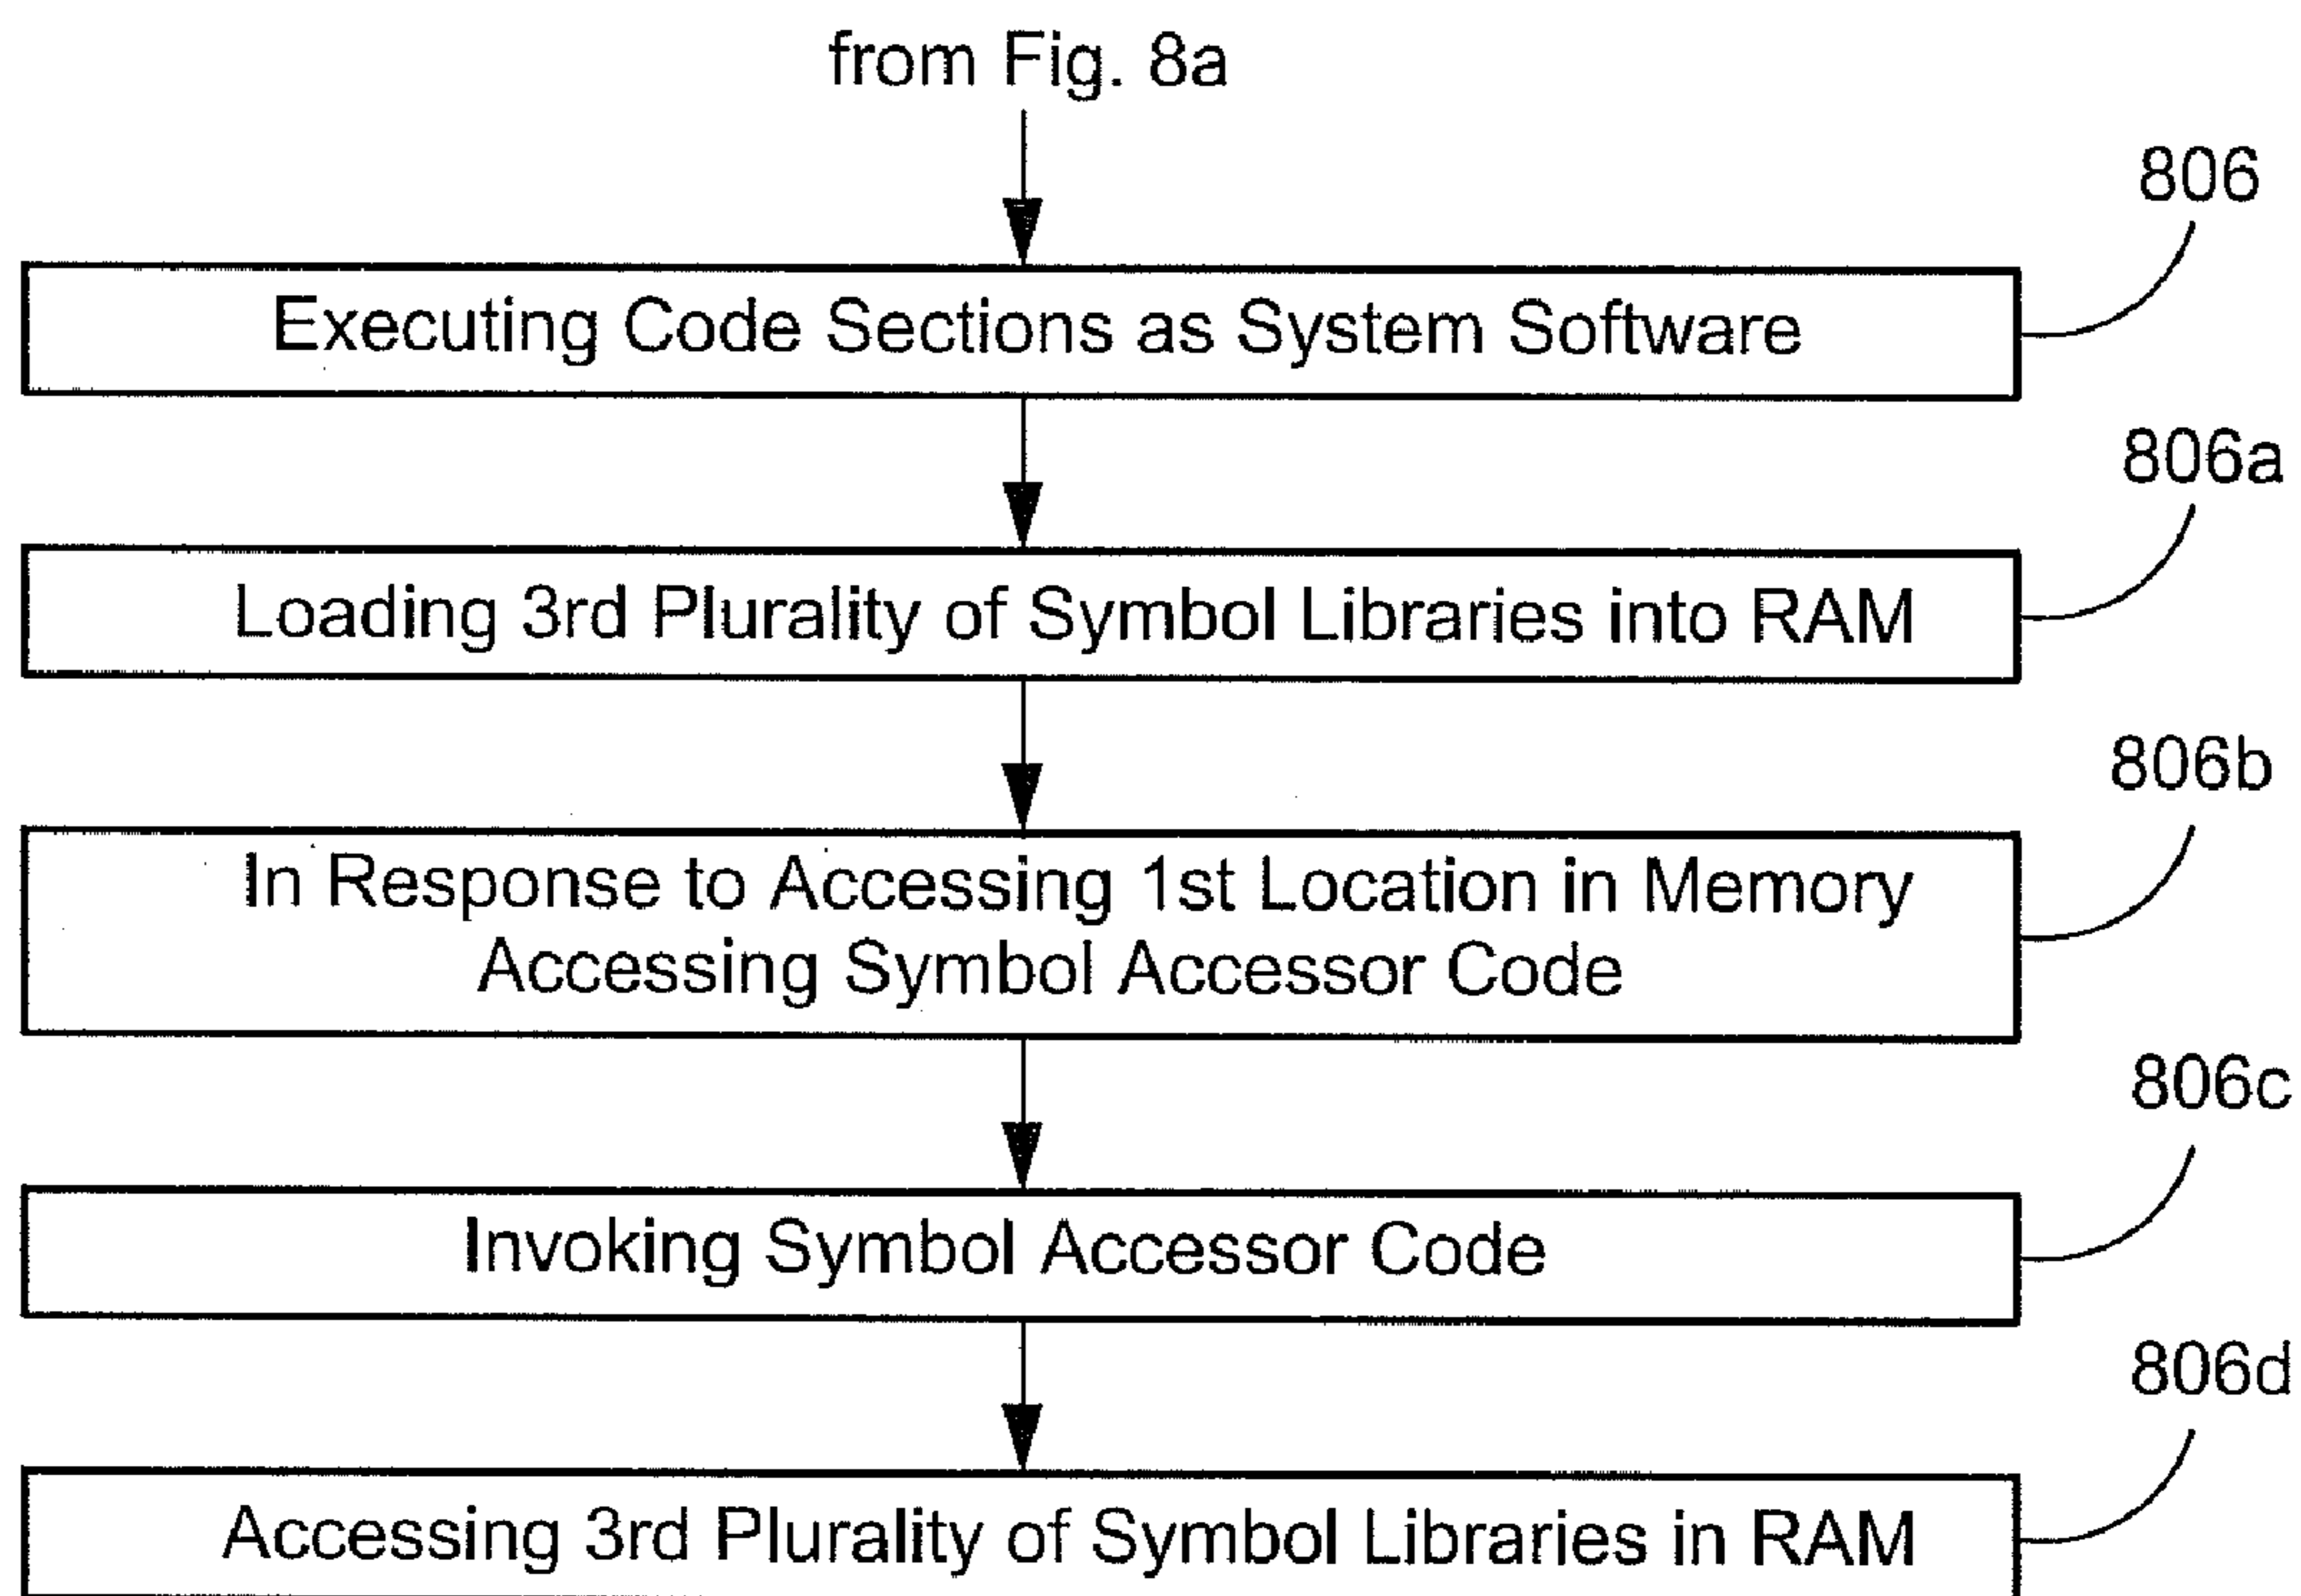 from Fig. 8a
806
Executing Code Sections as System Software
806a
Loading 3rd Plurality of Symbol Libraries into RAM
806b
In Response to Accessing 1st Location in Memory
Accessing Symbol Accessor Code
806c
Invoking Symbol Accessor Code
806d
Accessing 3rd Plurality of Symbol Libraries in RAM